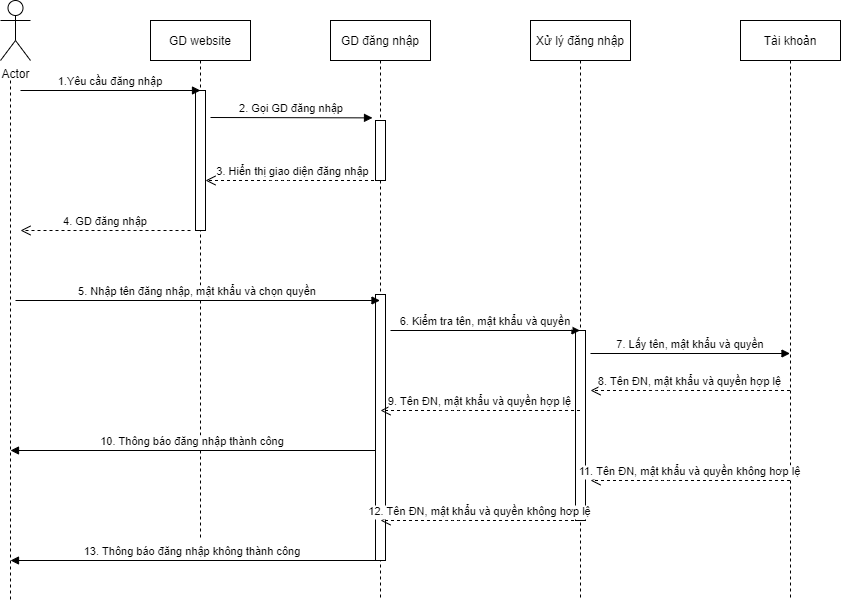 GD website
GD đăng nhập
Xử lý đăng nhập
Tài khoản
Actor
1.Yêu cầu đăng nhập
2. Gọi GD đăng nhập
3. Hiển thị giao diện đăng nhập
4. GD đăng nhập
5. Nhập tên đăng nhập, mật khẩu và chọn quyền
6. Kiểm tra tên, mật khẩu và quyền
7. Lấy tên, mật khẩu và quyền
8. Tên ĐN, mật khẩu và quyền hợp lệ
9. Tên ĐN, mật khẩu và quyền hợp lệ
10. Thông báo đăng nhập thành công
11. Tên ĐN, mật khẩu và quyền không hơp lệ
12. Tên ĐN, mật khẩu và quyền không hơp lệ
13. Thông báo đăng nhập không thành công